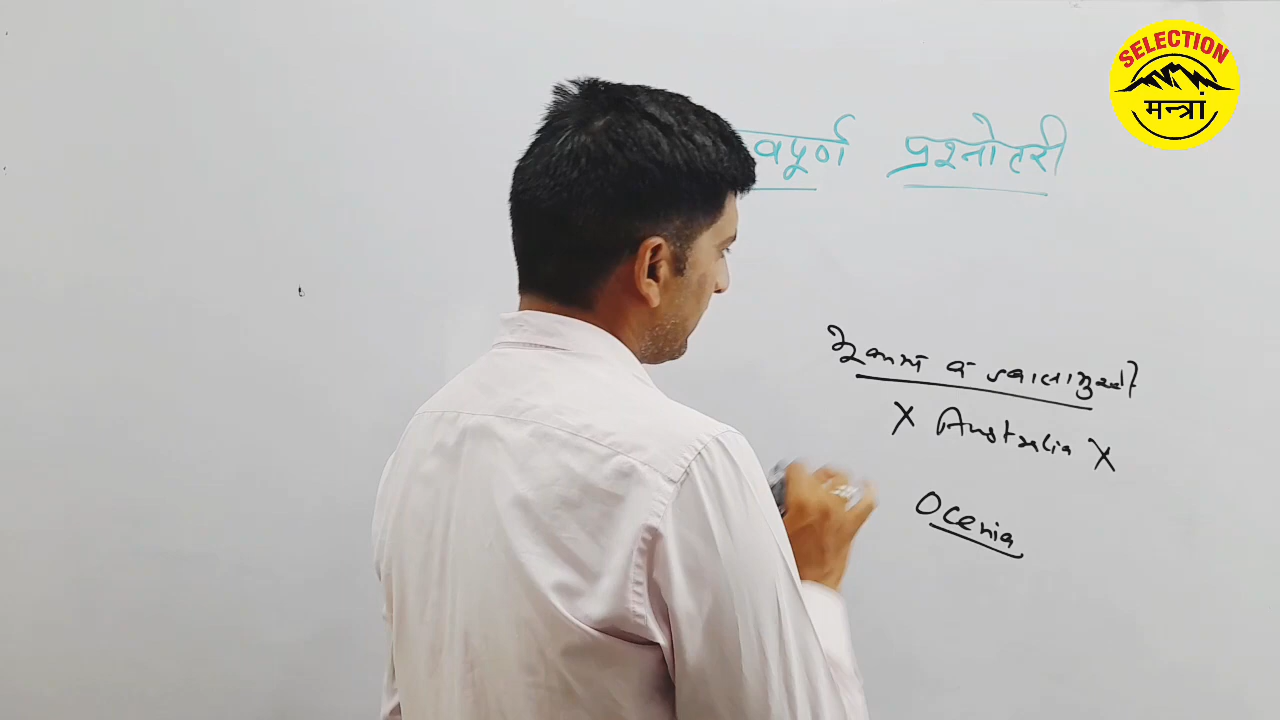 SELECTION
मन्त्रां
वपूर्ण प्रश्नोतरी
भूकम्प व ज्वालामुखी
X Australia X
Ocenia